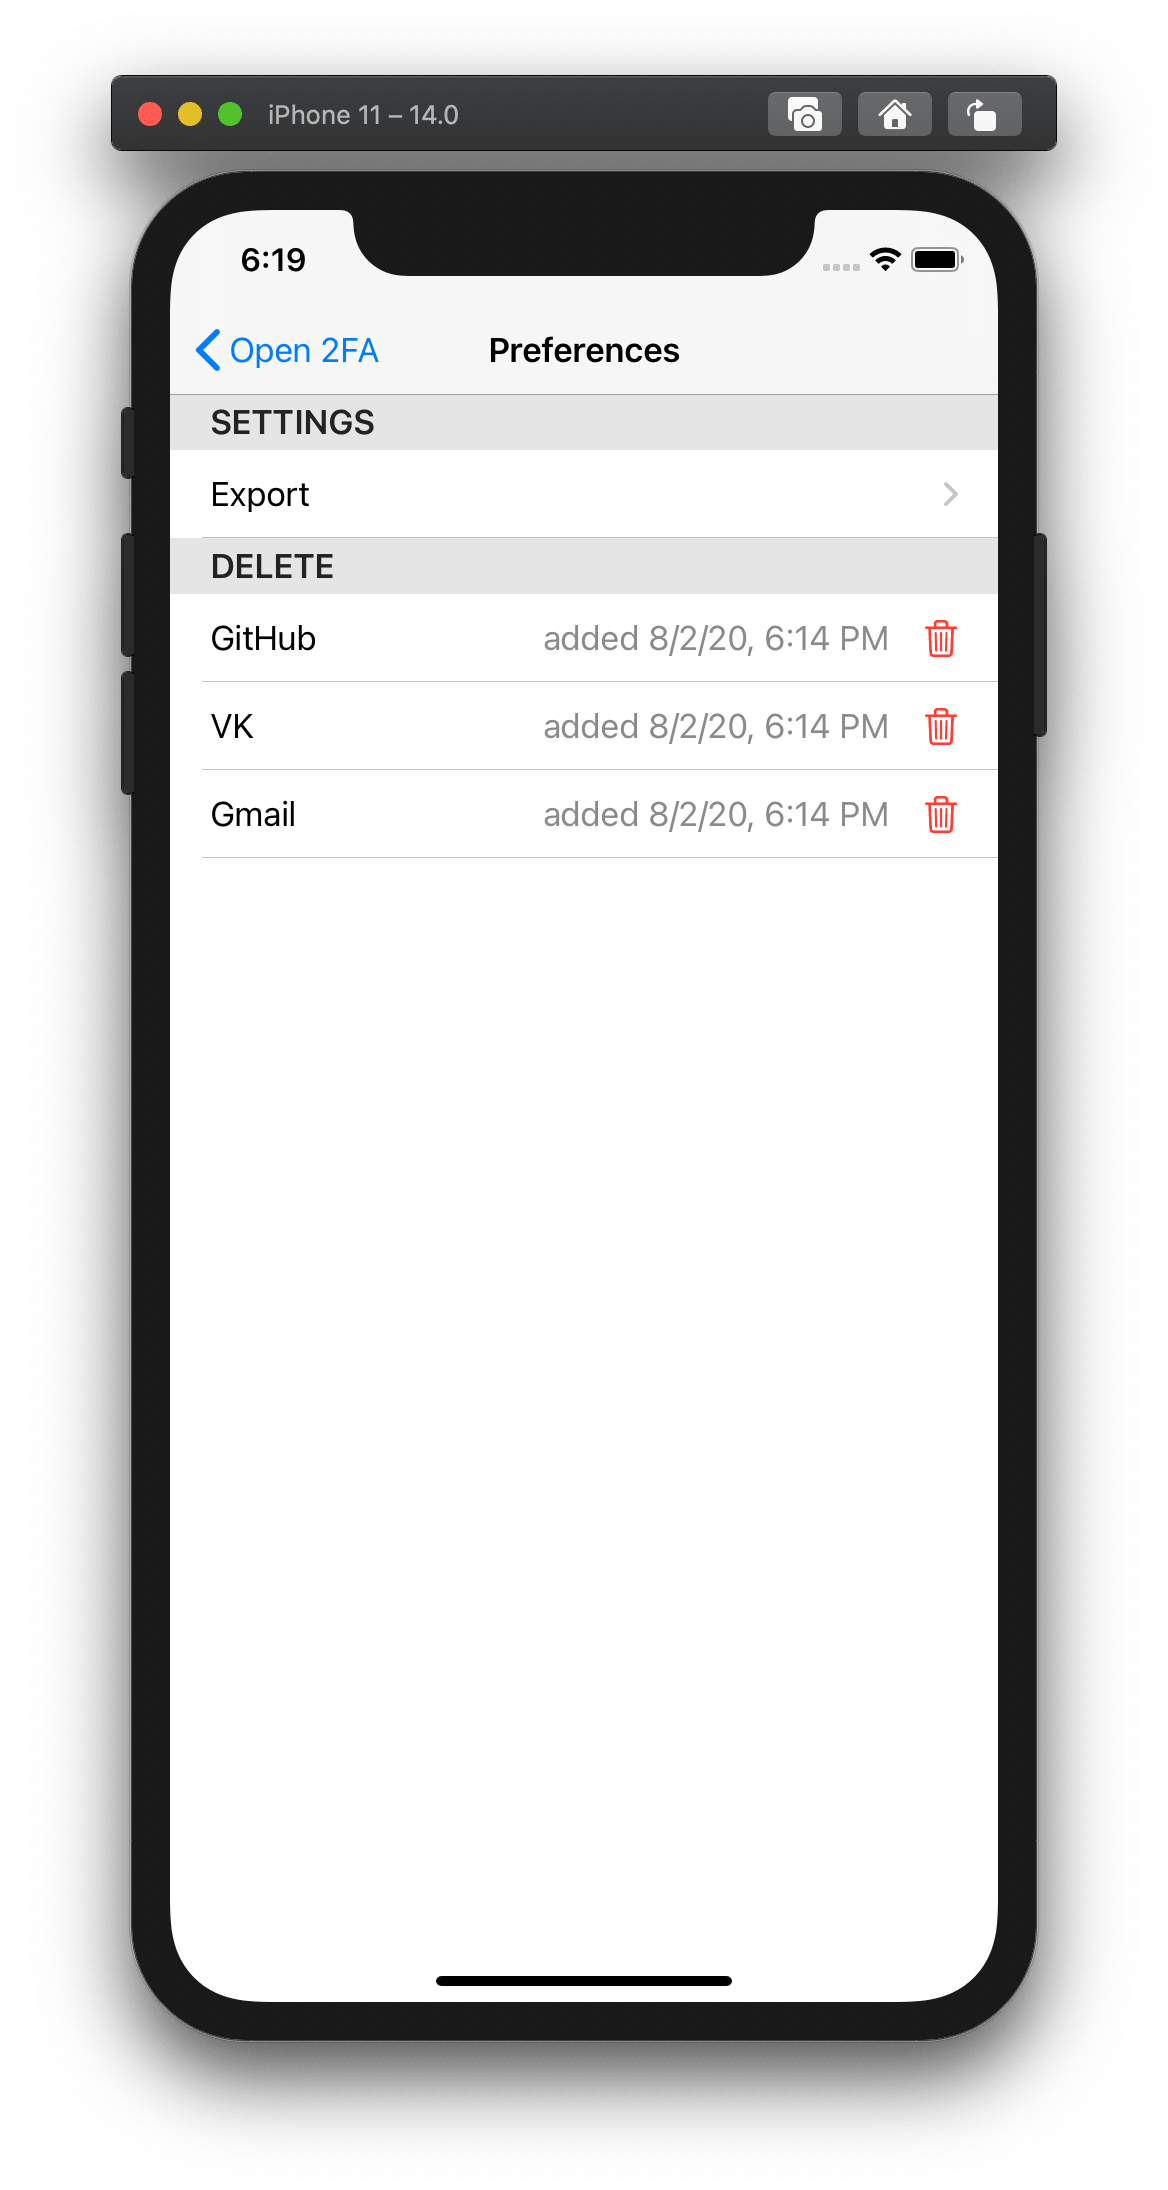 iPhone 11 – 14.0
6:19
Open 2FA Preferences
SETTINGS
Export
DELETE
GitHub added 8/2/20, 6:14 PM
VK added 8/2/20, 6:14 PM
Gmail added 8/2/20, 6:14 PM